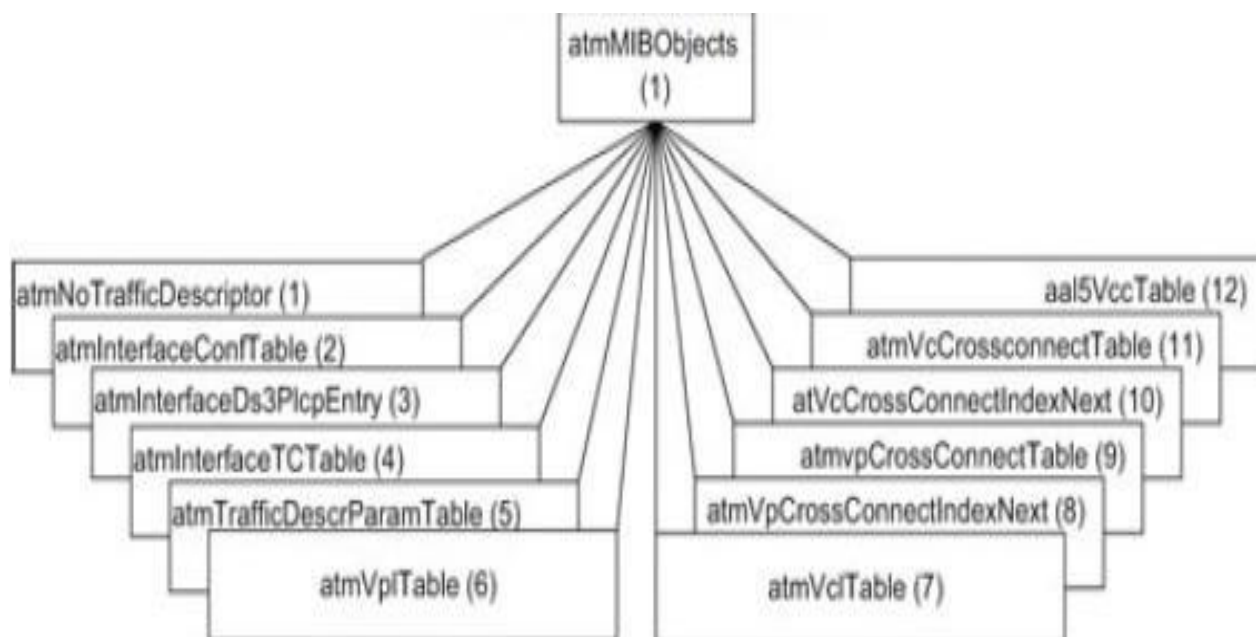 atmMIBObjects
(1)
atmNoTrafficDescriptor (1)
atmInterfaceConfTable (2)
atmInterfaceDs3PlcpEntry (3)
atmInterfaceTCTable (4)
atmTrafficDescrParamTable (5)
atmVplTable (6)
aal5VccTable (12)
atmVcCrossconnectTable (11)
atVcCrossConnectIndexNext (10)
atmvpCrossConnectTable (9)
atmVpCrossConnectIndexNext (8)
atmVclTable (7)